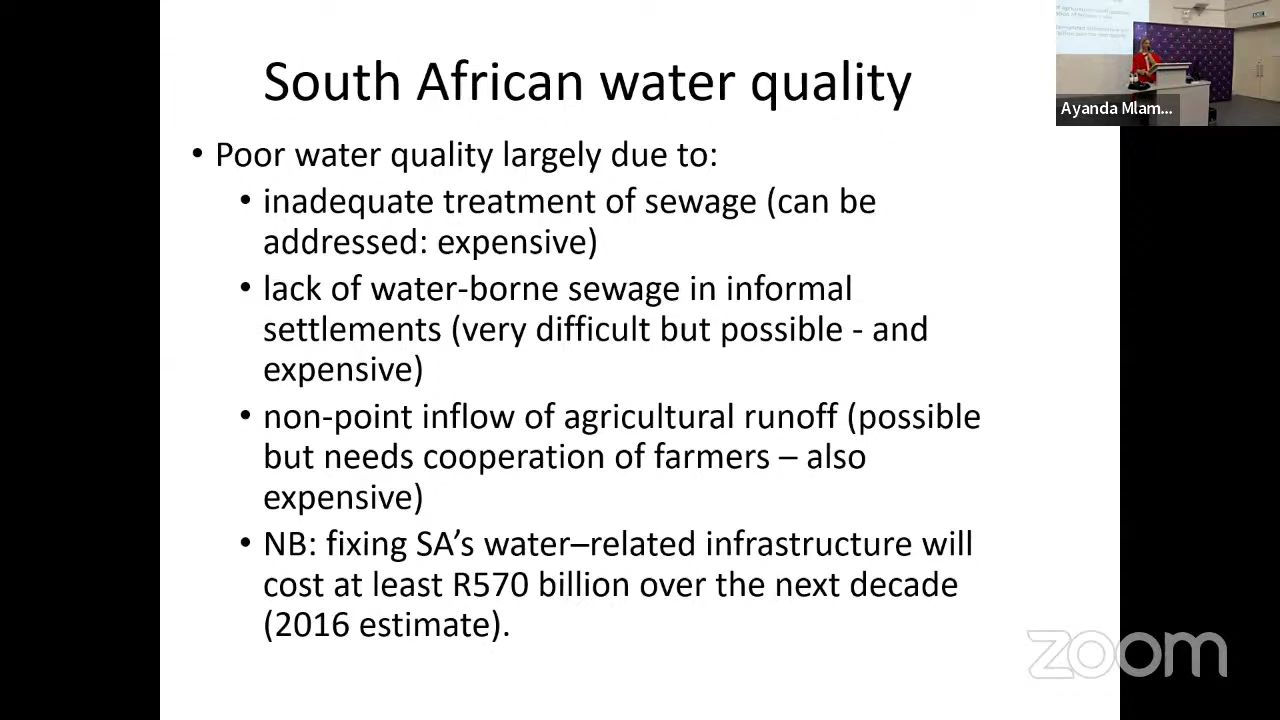 South African water quality
• Poor water quality largely due to:
• inadequate treatment of sewage (can be
addressed: expensive)
• lack of water-borne sewage in informal
settlements (very difficult but possible - and
expensive)
• non-point inflow of agricultural runoff (possible
but needs cooperation of farmers – also
expensive)
• NB: fixing SA’s water–related infrastructure will
cost at least R570 billion over the next decade
(2016 estimate).
Ayanda Mlam...
zoom